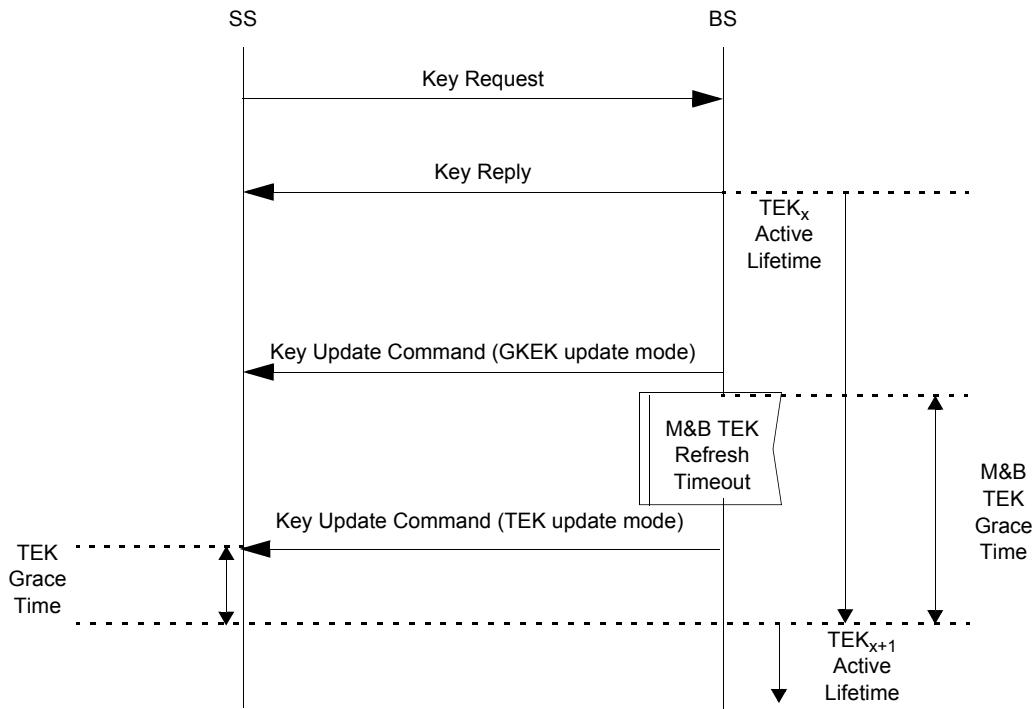 SS
BS
Key Request
Key Reply
TEKx
Active
Lifetime
Key Update Command (GKEK update mode)
M&B TEK
Refresh
Timeout
M&B
TEK
Grace
Time
Key Update Command (TEK update mode)
TEK
Grace
Time
TEKx+1
Active
Lifetime